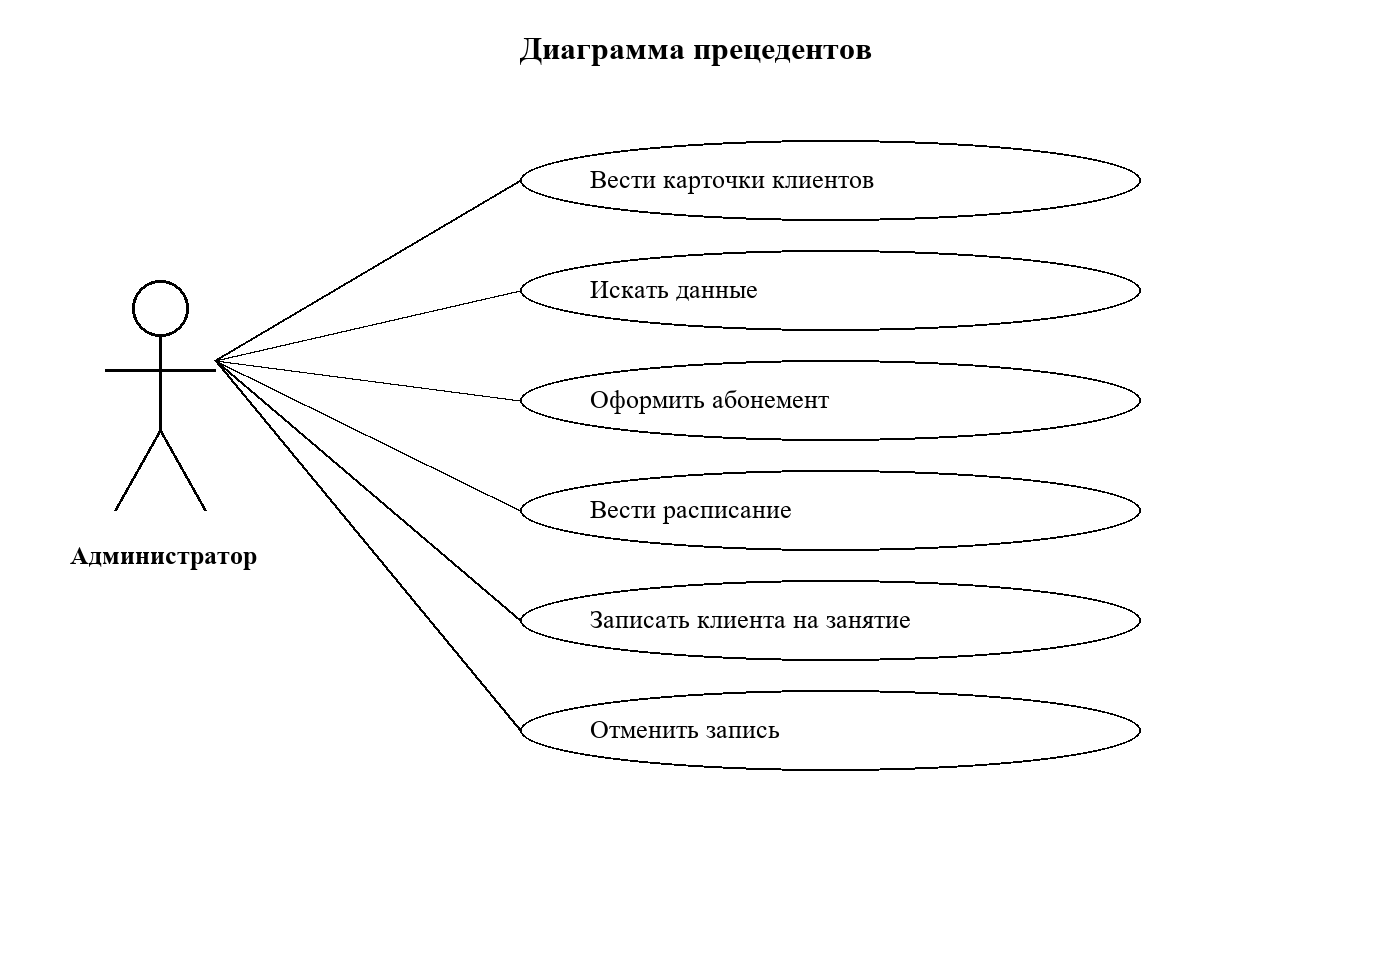 Диаграмма прецедентов
Вести карточки клиентов
Искать данные
Оформить абонемент
Вести расписание
Администратор
Записать клиента на занятие
Отменить запись